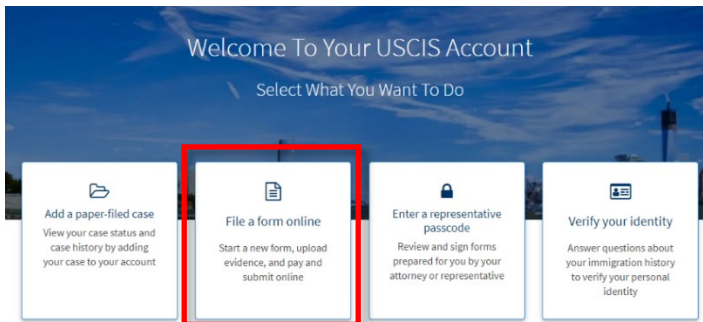 Welcome To Your USCIS Account
Select What You Want To Do
Add a paper-filed case
View your case status and
case history by adding
your case to your account
File a form online
Start a new form, upload
evidence, and pay and
submit online
Enter a representative
passcode
Review and sign forms
prepared for you by your
attorney or representative
Verify your identity
Answer questions about
your immigration history
to verify your personal
identity